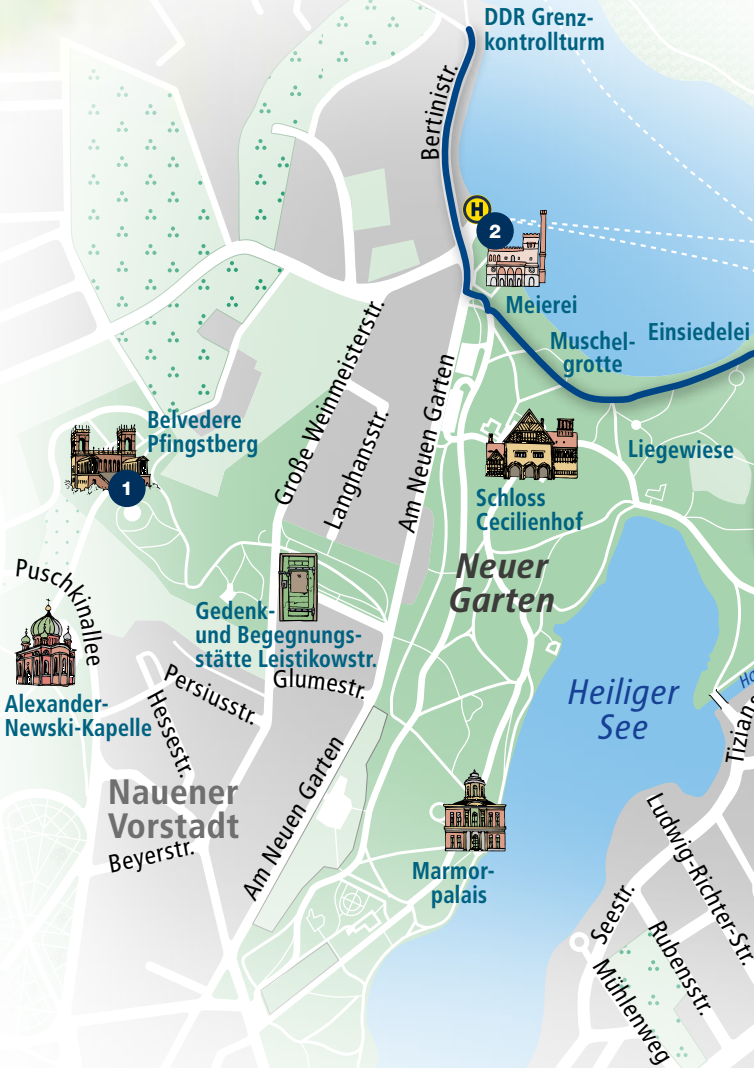 DDR Grenz-
kontrollturm
Bertinistr.
H
2
Meierei
Muschel-
grotte
Einsiedelei
Große Weinmeisterstr.
Langhansstr.
Am Neuen Garten
Belvedere
Pfingstberg
1
Liegewiese
Schloss
Cecilienhof
Neuer
Garten
Puschkinallee
Gedenk-
und Begegnungs-
stätte Leistikowstr.
Glumestr.
Persiusstr.
Hessestr.
Alexander-
Newski-Kapelle
Heiliger
See
Nauener
Vorstadt
Beyerstr.
Am Neuen Garten
Marmor-
palais
Ludwig-Richter-Str.
Seestr.
Rubensstr.
Mühlenweg